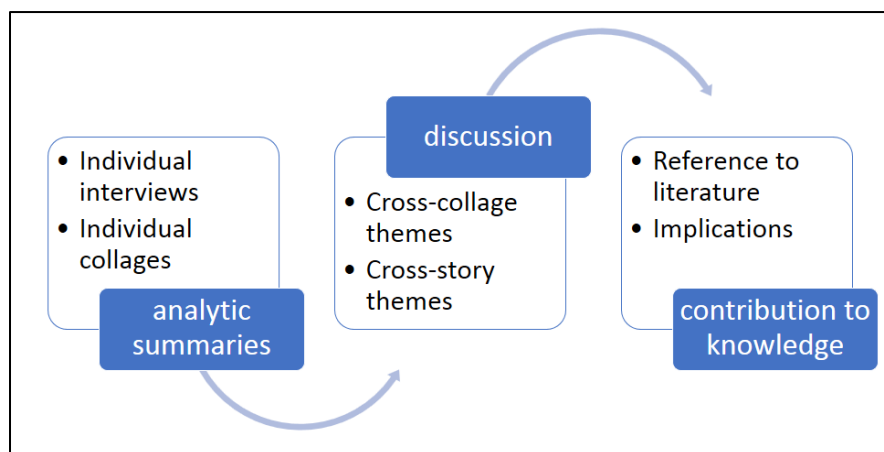 • Individual
interviews
• Individual
collages
analytic
summaries
discussion
• Cross-collage
themes
• Cross-story
themes
• Reference to
literature
• Implications
contribution to
knowledge